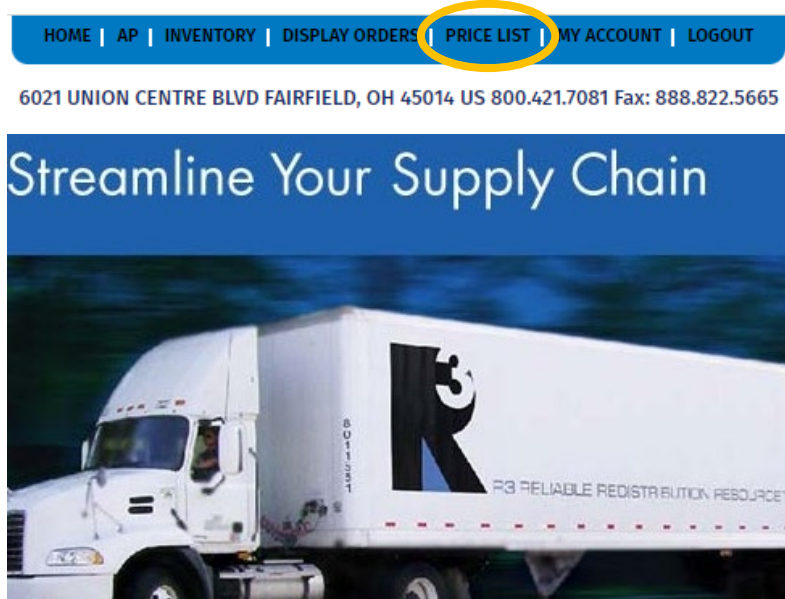 HOME | AP | INVENTORY | DISPLAY ORDERS | PRICE LIST | MY ACCOUNT | LOGOUT
6021 UNION CENTRE BLVD FAIRFIELD, OH 45014 US 800.421.7081 Fax: 888.822.5665
Streamline Your Supply Chain
R3
8011551
R3 RELIABLE REDISTRIBUTION RESOURCE